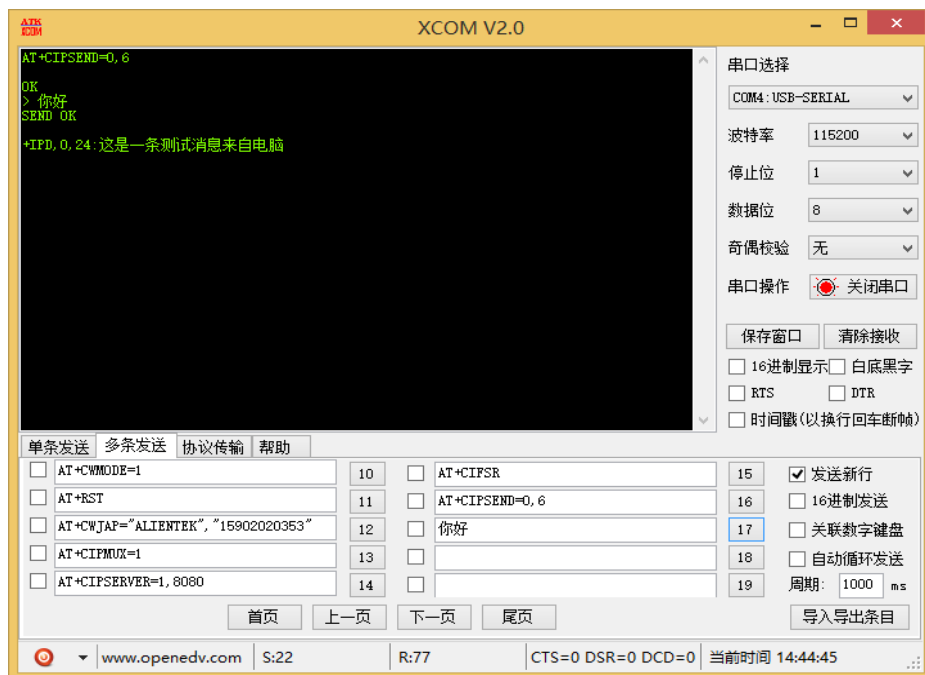 ATK
XCOM
XCOM V2.0
AT+CIPSEND=0,6
OK
> 你好
SEND OK
+IPD,0,24:这是一条测试消息来自电脑
串口选择
COM4:USB-SERIAL
波特率 115200
停止位 1
数据位 8
奇偶校验 无
串口操作 关闭串口
保存窗口 清除接收
16进制显示 白底黑字
RTS DTR
时间戳(以换行回车断帧)
单条发送 多条发送 协议传输 帮助
AT+CWMODE=1 10 AT+CIFSR 15 发送新行
AT+RST 11 AT+CIPSEND=0,6 16 16进制发送
AT+CWJAP="ALIENTEK","15902020353" 12 你好 17 关联数字键盘
AT+CIPMUX=1 13 18 自动循环发送
AT+CIPSERVER=1,8080 14 19 周期: 1000 ms
首页 上一页 下一页 尾页 导入导出条目
www.openedv.com S:22 R:77 CTS=0 DSR=0 DCD=0 当前时间 14:44:45